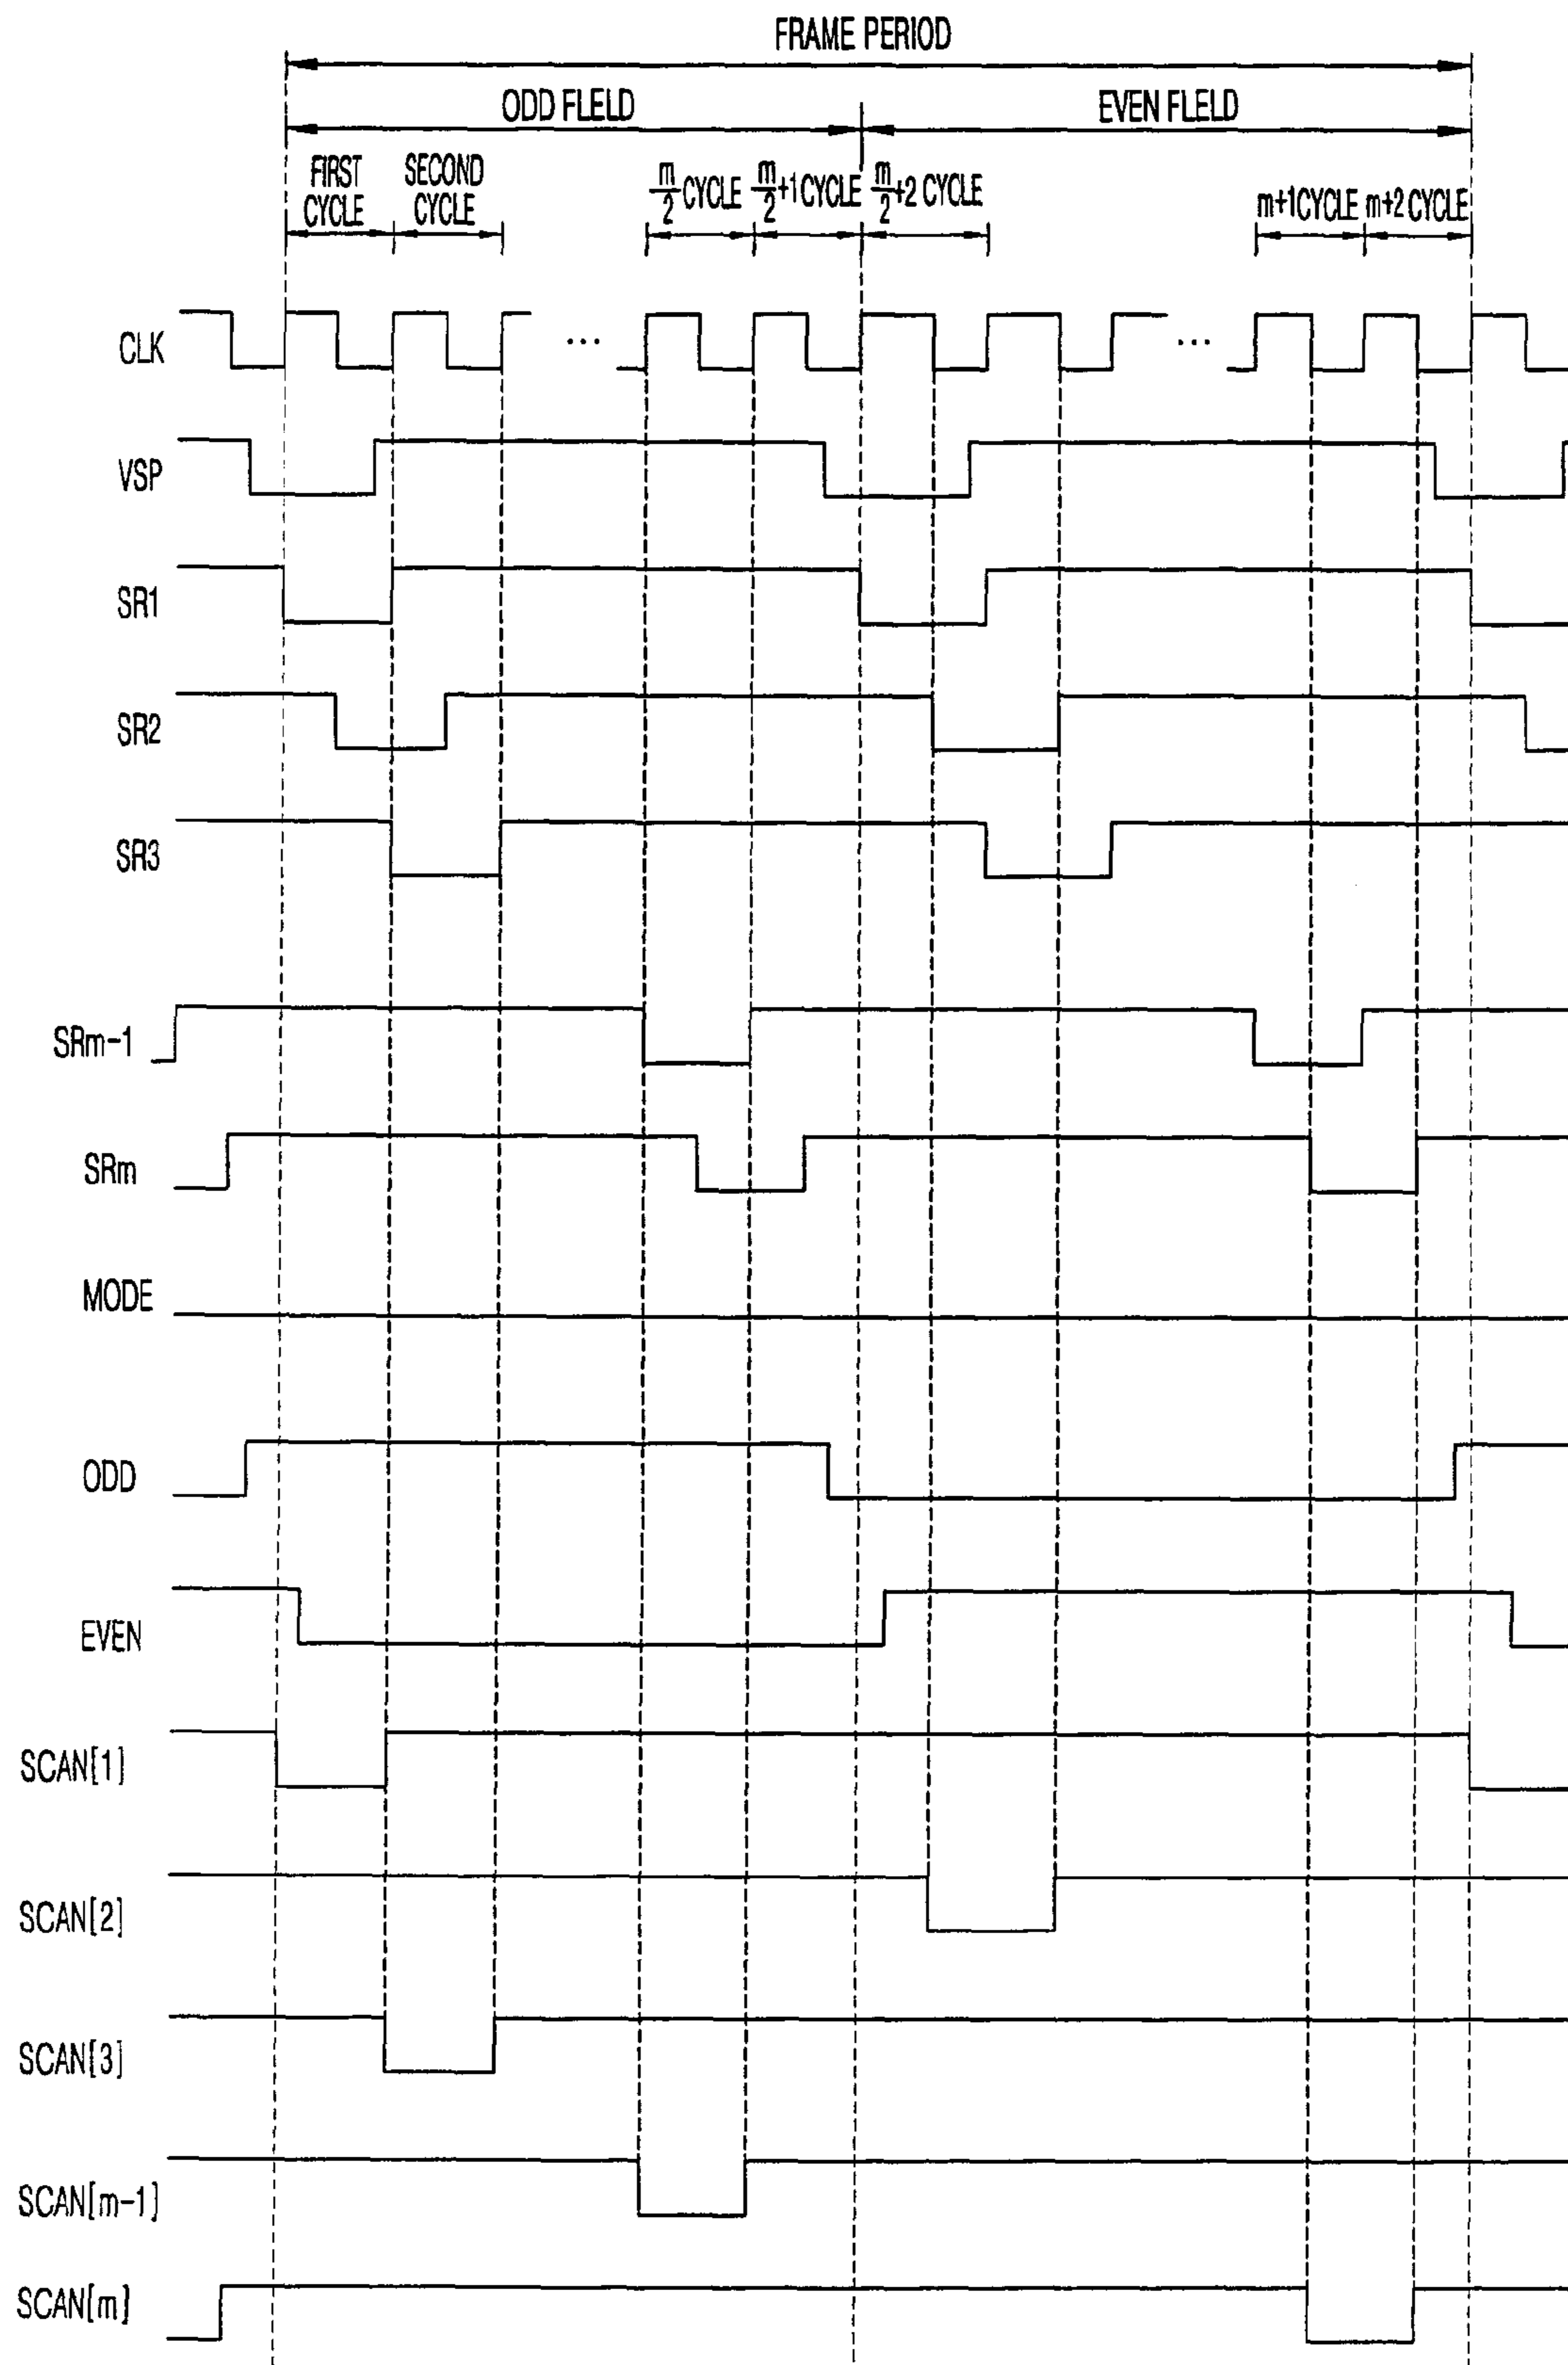 FRAME PERIOD
ODD FLELD
EVEN FLELD
FIRST CYCLE
SECOND CYCLE
m/2 CYCLE
m/2+1 CYCLE
m/2+2 CYCLE
m+1 CYCLE
m+2 CYCLE
CLK
...
...
VSP
SR1
SR2
SR3
SRm-1
SRm
MODE
ODD
EVEN
SCAN[1]
SCAN[2]
SCAN[3]
SCAN[m-1]
SCAN[m]